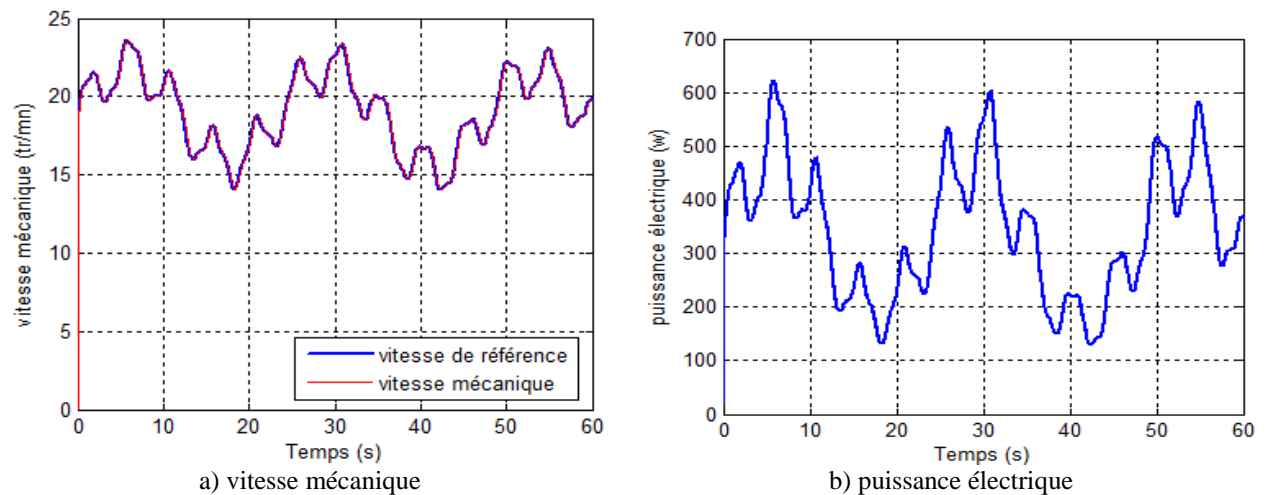 25
20
15
10
5
0
vitesse mécanique (tr/mn)
vitesse de référence
vitesse mécanique
0 10 20 30 40 50 60
Temps (s)
a) vitesse mécanique
700
600
500
400
300
200
100
0
puissance électrique (w)
0 10 20 30 40 50 60
Temps (s)
b) puissance électrique